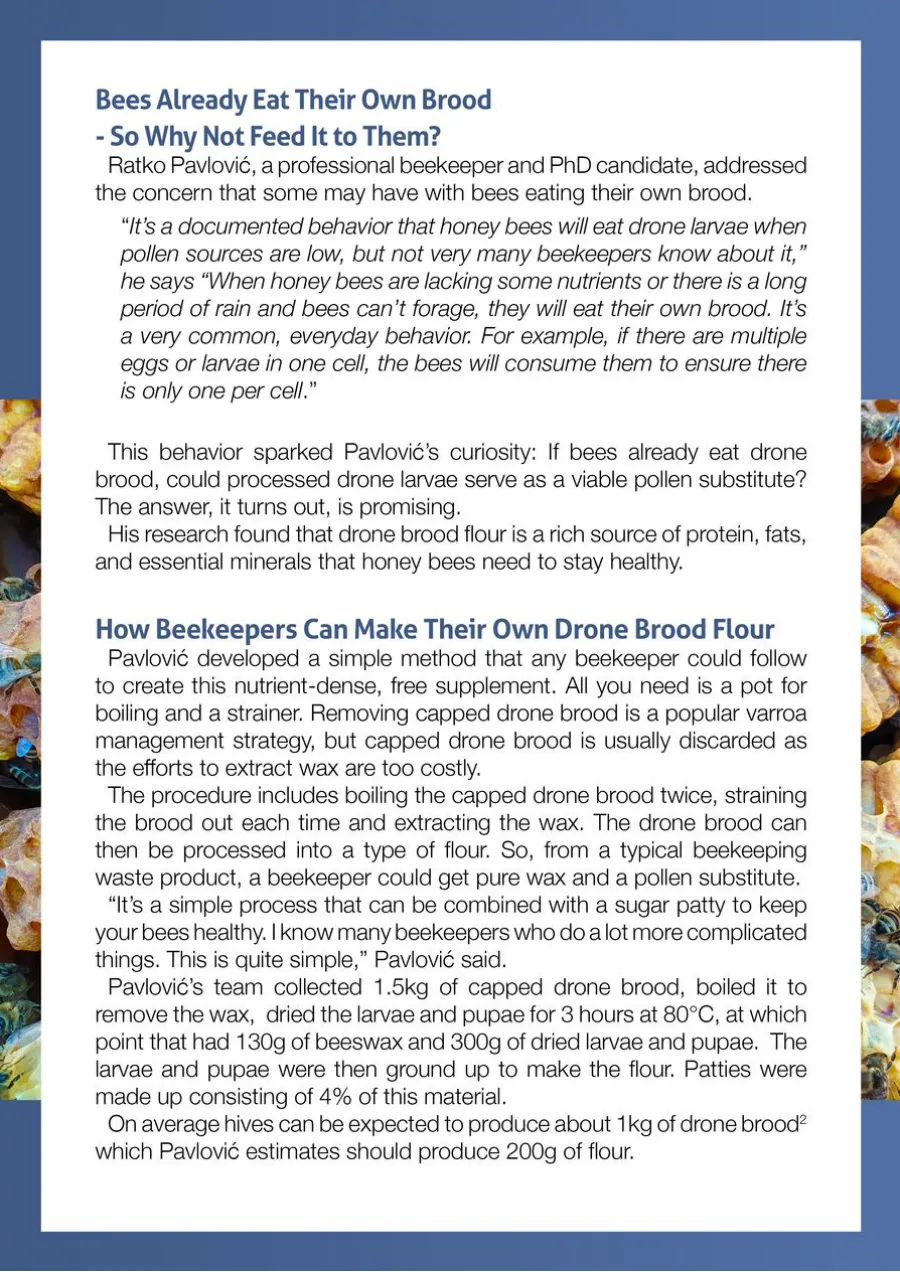 Bees Already Eat Their Own Brood
- So Why Not Feed It to Them?
Ratko Pavlović, a professional beekeeper and PhD candidate, addressed
the concern that some may have with bees eating their own brood.
“It’s a documented behavior that honey bees will eat drone larvae when
pollen sources are low, but not very many beekeepers know about it,”
he says “When honey bees are lacking some nutrients or there is a long
period of rain and bees can’t forage, they will eat their own brood. It’s
a very common, everyday behavior. For example, if there are multiple
eggs or larvae in one cell, the bees will consume them to ensure there
is only one per cell.”
This behavior sparked Pavlović’s curiosity: If bees already eat drone
brood, could processed drone larvae serve as a viable pollen substitute?
The answer, it turns out, is promising.
His research found that drone brood flour is a rich source of protein, fats,
and essential minerals that honey bees need to stay healthy.
How Beekeepers Can Make Their Own Drone Brood Flour
Pavlović developed a simple method that any beekeeper could follow
to create this nutrient-dense, free supplement. All you need is a pot for
boiling and a strainer. Removing capped drone brood is a popular varroa
management strategy, but capped drone brood is usually discarded as
the efforts to extract wax are too costly.
The procedure includes boiling the capped drone brood twice, straining
the brood out each time and extracting the wax. The drone brood can
then be processed into a type of flour. So, from a typical beekeeping
waste product, a beekeeper could get pure wax and a pollen substitute.
“It’s a simple process that can be combined with a sugar patty to keep
your bees healthy. I know many beekeepers who do a lot more complicated
things. This is quite simple,” Pavlović said.
Pavlović’s team collected 1.5kg of capped drone brood, boiled it to
remove the wax, dried the larvae and pupae for 3 hours at 80°C, at which
point that had 130g of beeswax and 300g of dried larvae and pupae. The
larvae and pupae were then ground up to make the flour. Patties were
made up consisting of 4% of this material.
On average hives can be expected to produce about 1kg of drone brood²
which Pavlović estimates should produce 200g of flour.